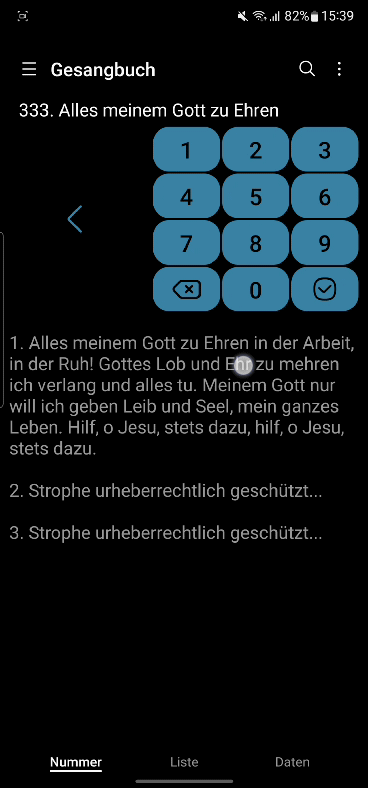 82% 15:39
Gesangbuch
333. Alles meinem Gott zu Ehren
1 2 3
4 5 6
7 8 9
0
1. Alles meinem Gott zu Ehren in der Arbeit,
in der Ruh! Gottes Lob und Ehr zu mehren
ich verlang und alles tu. Meinem Gott nur
will ich geben Leib und Seel, mein ganzes
Leben. Hilf, o Jesu, stets dazu, hilf, o Jesu,
stets dazu.
2. Strophe urheberrechtlich geschützt...
3. Strophe urheberrechtlich geschützt...
Nummer Liste Daten